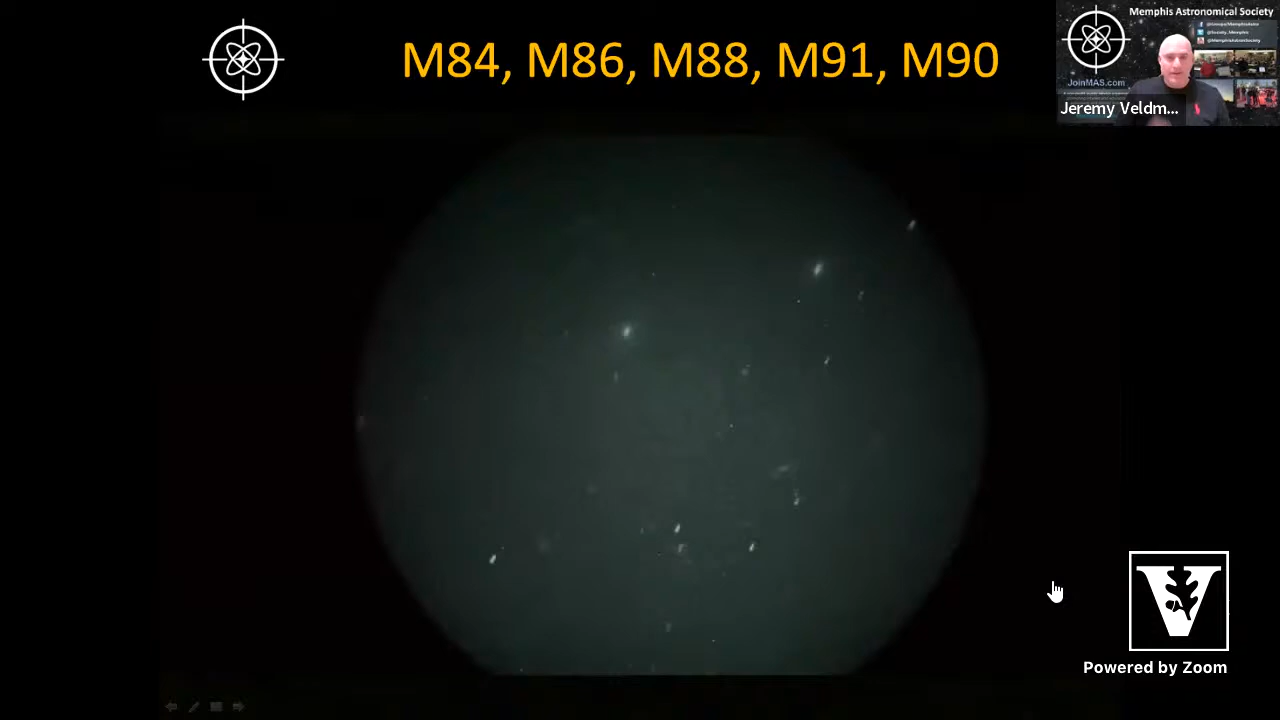 M84, M86, M88, M91, M90
Memphis Astronomical Society
JoinMAS.com
Jeremy Veldm...
V
Powered by Zoom